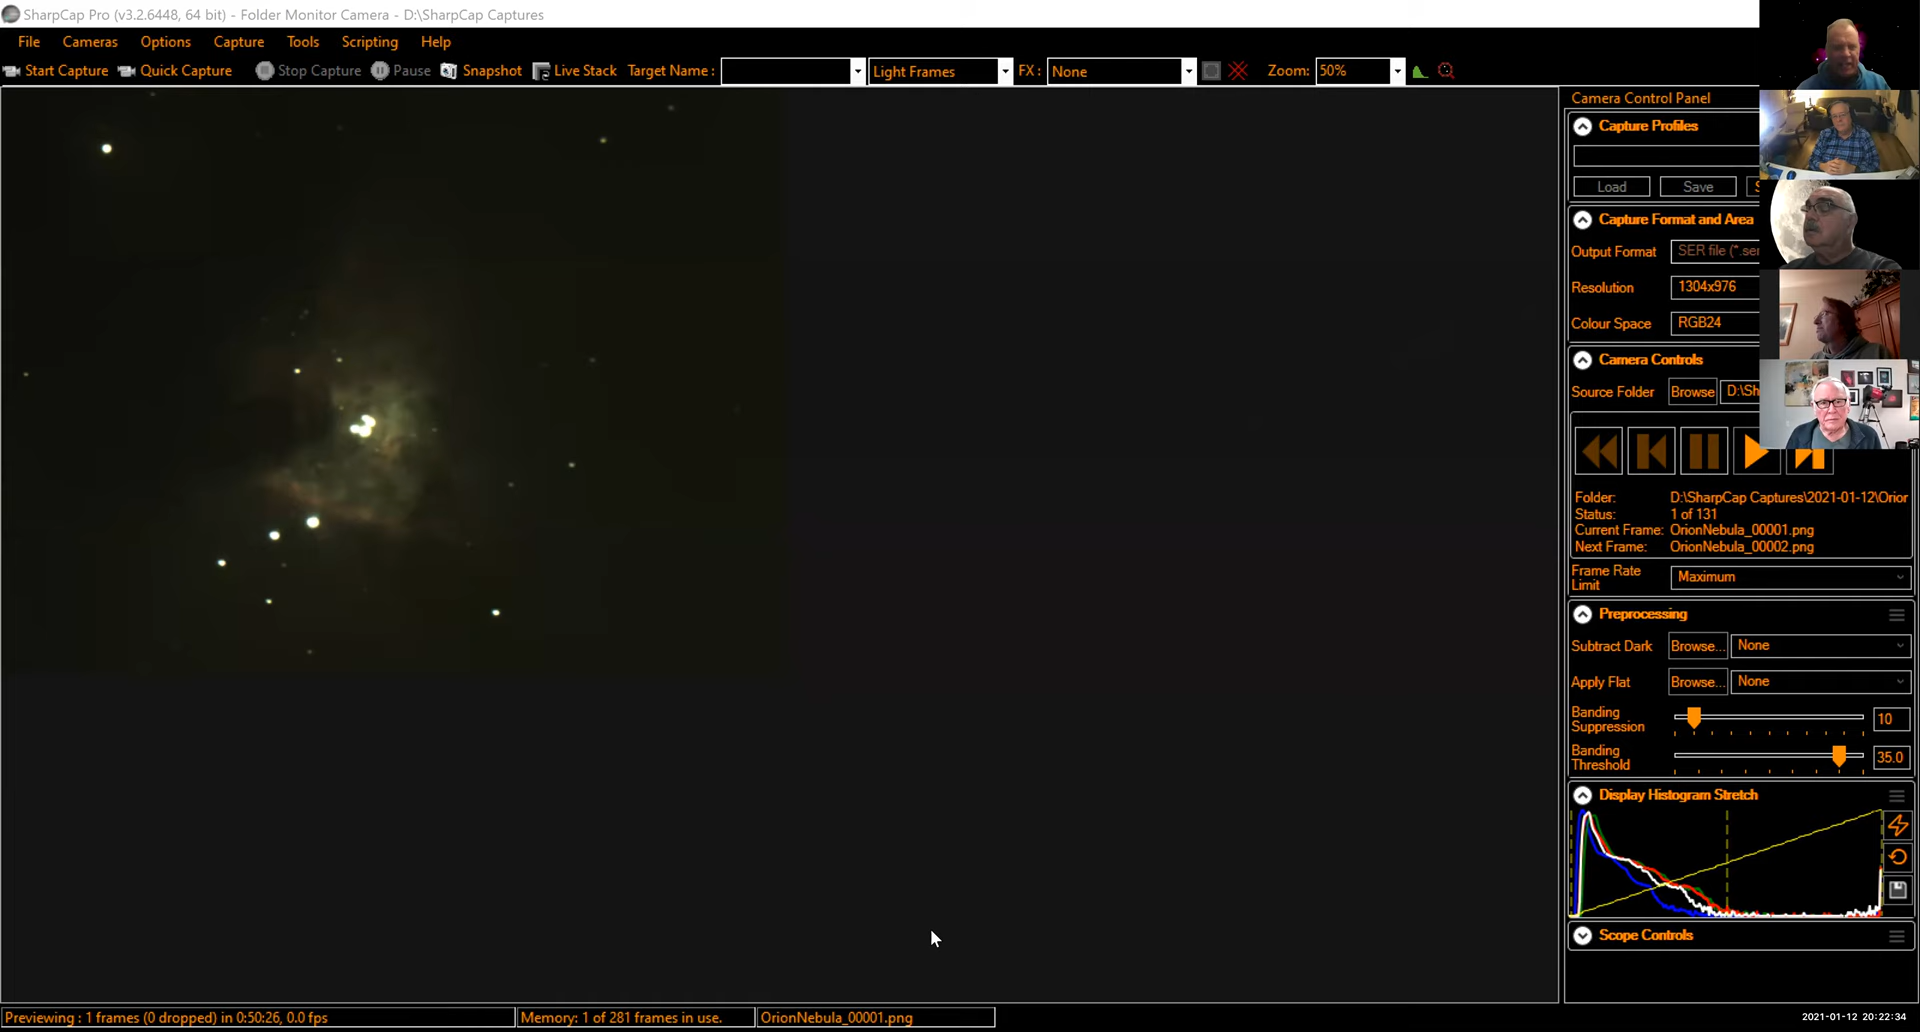 SharpCap Pro (v3.2.6448, 64 bit) - Folder Monitor Camera - D:\SharpCap Captures
File Cameras Options Capture Tools Scripting Help
Start Capture Quick Capture Stop Capture Pause Snapshot Live Stack Target Name : Light Frames FX : None Zoom: 50%
Camera Control Panel
Capture Profiles
Load Save
Capture Format and Area
Output Format SER file (*.ser
Resolution 1304x976
Colour Space RGB24
Camera Controls
Source Folder Browse D:\Sh
Folder: D:\SharpCap Captures\2021-01-12\Orior
Status: 1 of 131
Current Frame: OrionNebula_00001.png
Next Frame: OrionNebula_00002.png
Frame Rate
Limit
Maximum
Preprocessing
Subtract Dark Browse... None
Apply Flat Browse... None
Banding
Suppression
10
Banding
Threshold
35.0
Display Histogram Stretch
Scope Controls
Previewing : 1 frames (0 dropped) in 0:50:26, 0.0 fps Memory: 1 of 281 frames in use. OrionNebula_00001.png
2021-01-12 20:22:34